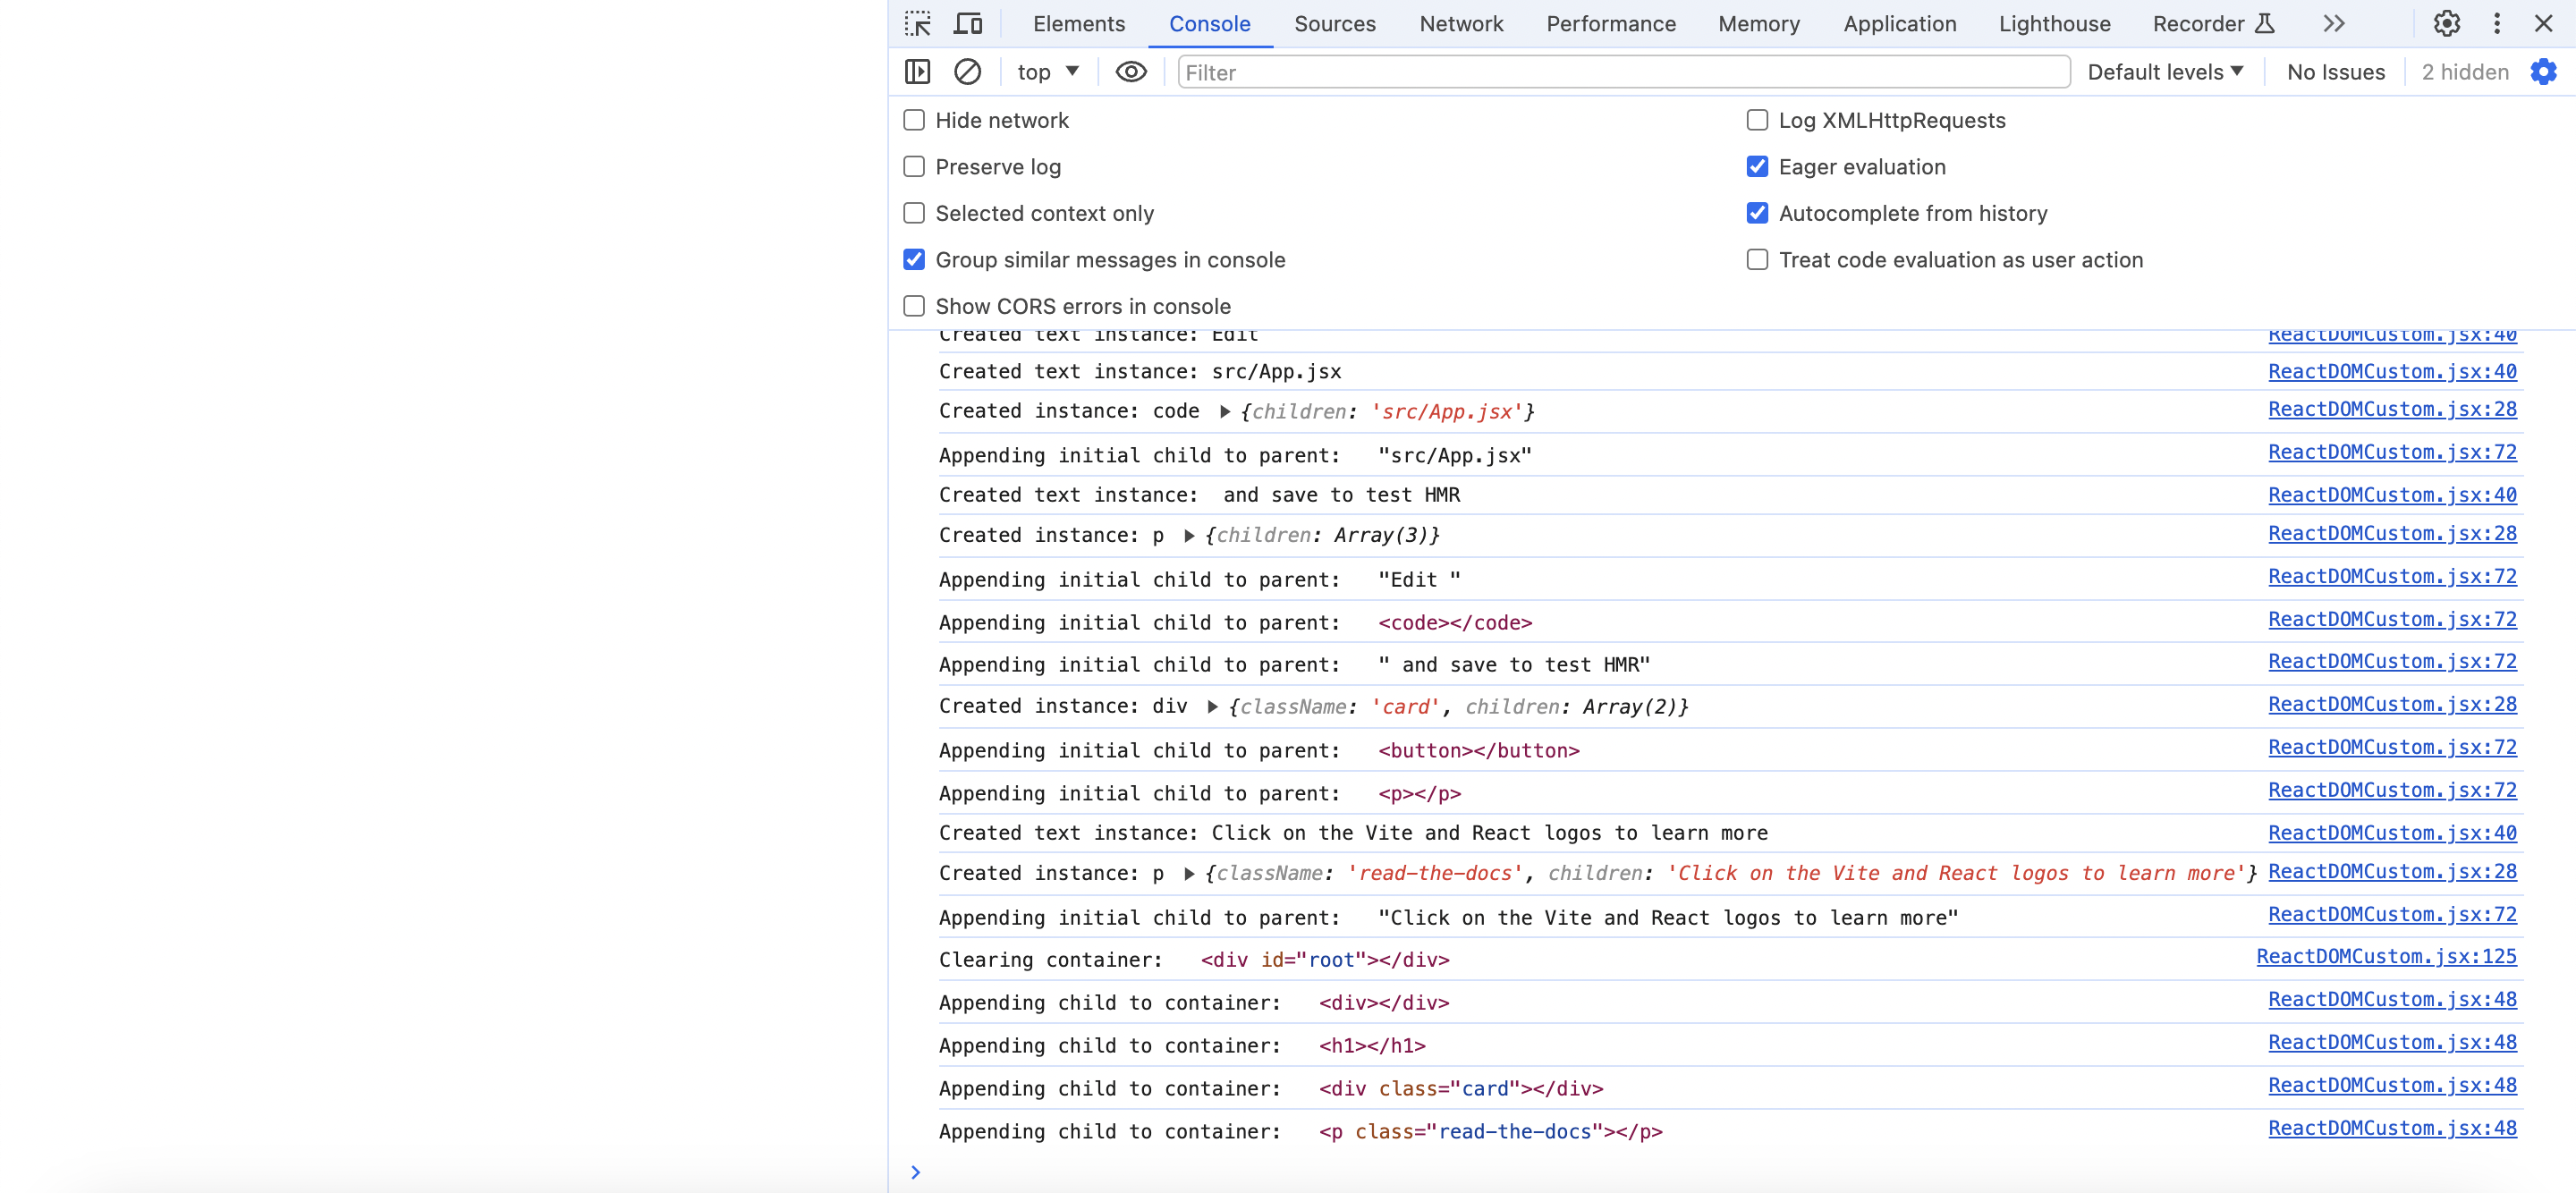 Elements Console Sources Network Performance Memory Application Lighthouse Recorder
top Filter Default levels No Issues 2 hidden
Hide network Log XMLHttpRequests
Preserve log Eager evaluation
Selected context only Autocomplete from history
Group similar messages in console Treat code evaluation as user action
Show CORS errors in console
Created text instance: Edit ReactDOMCustom.jsx:40
Created text instance: src/App.jsx ReactDOMCustom.jsx:40
Created instance: code ▶ {children: 'src/App.jsx'} ReactDOMCustom.jsx:28
Appending initial child to parent: "src/App.jsx" ReactDOMCustom.jsx:72
Created text instance:  and save to test HMR ReactDOMCustom.jsx:40
Created instance: p ▶ {children: Array(3)} ReactDOMCustom.jsx:28
Appending initial child to parent: "Edit " ReactDOMCustom.jsx:72
Appending initial child to parent: <code></code> ReactDOMCustom.jsx:72
Appending initial child to parent: " and save to test HMR" ReactDOMCustom.jsx:72
Created instance: div ▶ {className: 'card', children: Array(2)} ReactDOMCustom.jsx:28
Appending initial child to parent: <button></button> ReactDOMCustom.jsx:72
Appending initial child to parent: <p></p> ReactDOMCustom.jsx:72
Created text instance: Click on the Vite and React logos to learn more ReactDOMCustom.jsx:40
Created instance: p ▶ {className: 'read-the-docs', children: 'Click on the Vite and React logos to learn more'} ReactDOMCustom.jsx:28
Appending initial child to parent: "Click on the Vite and React logos to learn more" ReactDOMCustom.jsx:72
Clearing container: <div id="root"></div> ReactDOMCustom.jsx:125
Appending child to container: <div></div> ReactDOMCustom.jsx:48
Appending child to container: <h1></h1> ReactDOMCustom.jsx:48
Appending child to container: <div class="card"></div> ReactDOMCustom.jsx:48
Appending child to container: <p class="read-the-docs"></p> ReactDOMCustom.jsx:48